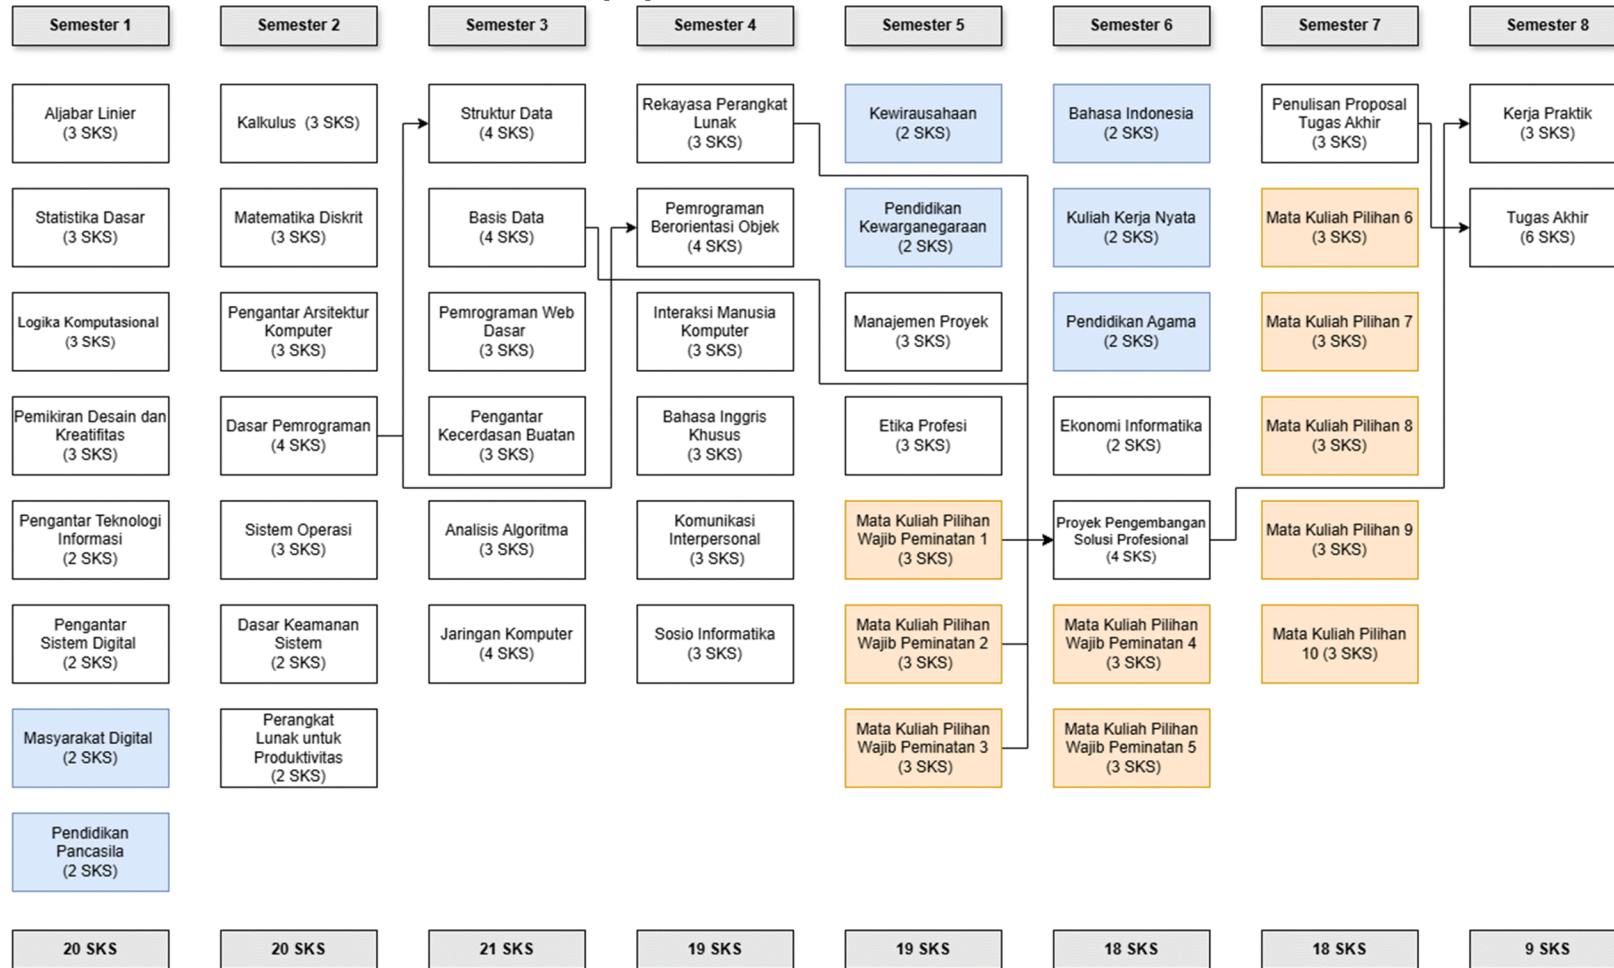 Semester 1
Semester 2
Semester 3
Semester 4
Semester 5
Semester 6
Semester 7
Semester 8
Aljabar Linier
(3 SKS)
Kalkulus (3 SKS)
Struktur Data
(4 SKS)
Rekayasa Perangkat
Lunak
(3 SKS)
Kewirausahaan
(2 SKS)
Bahasa Indonesia
(2 SKS)
Penulisan Proposal
Tugas Akhir
(3 SKS)
Kerja Praktik
(3 SKS)
Statistika Dasar
(3 SKS)
Matematika Diskrit
(3 SKS)
Basis Data
(4 SKS)
Pemrograman
Berorientasi Objek
(4 SKS)
Pendidikan
Kewarganegaraan
(2 SKS)
Kuliah Kerja Nyata
(2 SKS)
Mata Kuliah Pilihan 6
(3 SKS)
Tugas Akhir
(6 SKS)
Logika Komputasional
(3 SKS)
Pengantar Arsitektur
Komputer
(3 SKS)
Pemrograman Web
Dasar
(3 SKS)
Interaksi Manusia
Komputer
(3 SKS)
Manajemen Proyek
(3 SKS)
Pendidikan Agama
(2 SKS)
Mata Kuliah Pilihan 7
(3 SKS)
Pemikiran Desain dan
Kreatifitas
(3 SKS)
Dasar Pemrograman
(4 SKS)
Pengantar
Kecerdasan Buatan
(3 SKS)
Bahasa Inggris
Khusus
(3 SKS)
Etika Profesi
(3 SKS)
Ekonomi Informatika
(2 SKS)
Mata Kuliah Pilihan 8
(3 SKS)
Pengantar Teknologi
Informasi
(2 SKS)
Sistem Operasi
(3 SKS)
Analisis Algoritma
(3 SKS)
Komunikasi
Interpersonal
(3 SKS)
Mata Kuliah Pilihan
Wajib Peminatan 1
(3 SKS)
Proyek Pengembangan
Solusi Profesional
(4 SKS)
Mata Kuliah Pilihan 9
(3 SKS)
Pengantar
Sistem Digital
(2 SKS)
Dasar Keamanan
Sistem
(2 SKS)
Jaringan Komputer
(4 SKS)
Sosio Informatika
(3 SKS)
Mata Kuliah Pilihan
Wajib Peminatan 2
(3 SKS)
Mata Kuliah Pilihan
Wajib Peminatan 4
(3 SKS)
Mata Kuliah Pilihan
10 (3 SKS)
Masyarakat Digital
(2 SKS)
Perangkat
Lunak untuk
Produktivitas
(2 SKS)
Mata Kuliah Pilihan
Wajib Peminatan 3
(3 SKS)
Mata Kuliah Pilihan
Wajib Peminatan 5
(3 SKS)
Pendidikan
Pancasila
(2 SKS)
20 SKS
20 SKS
21 SKS
19 SKS
19 SKS
18 SKS
18 SKS
9 SKS